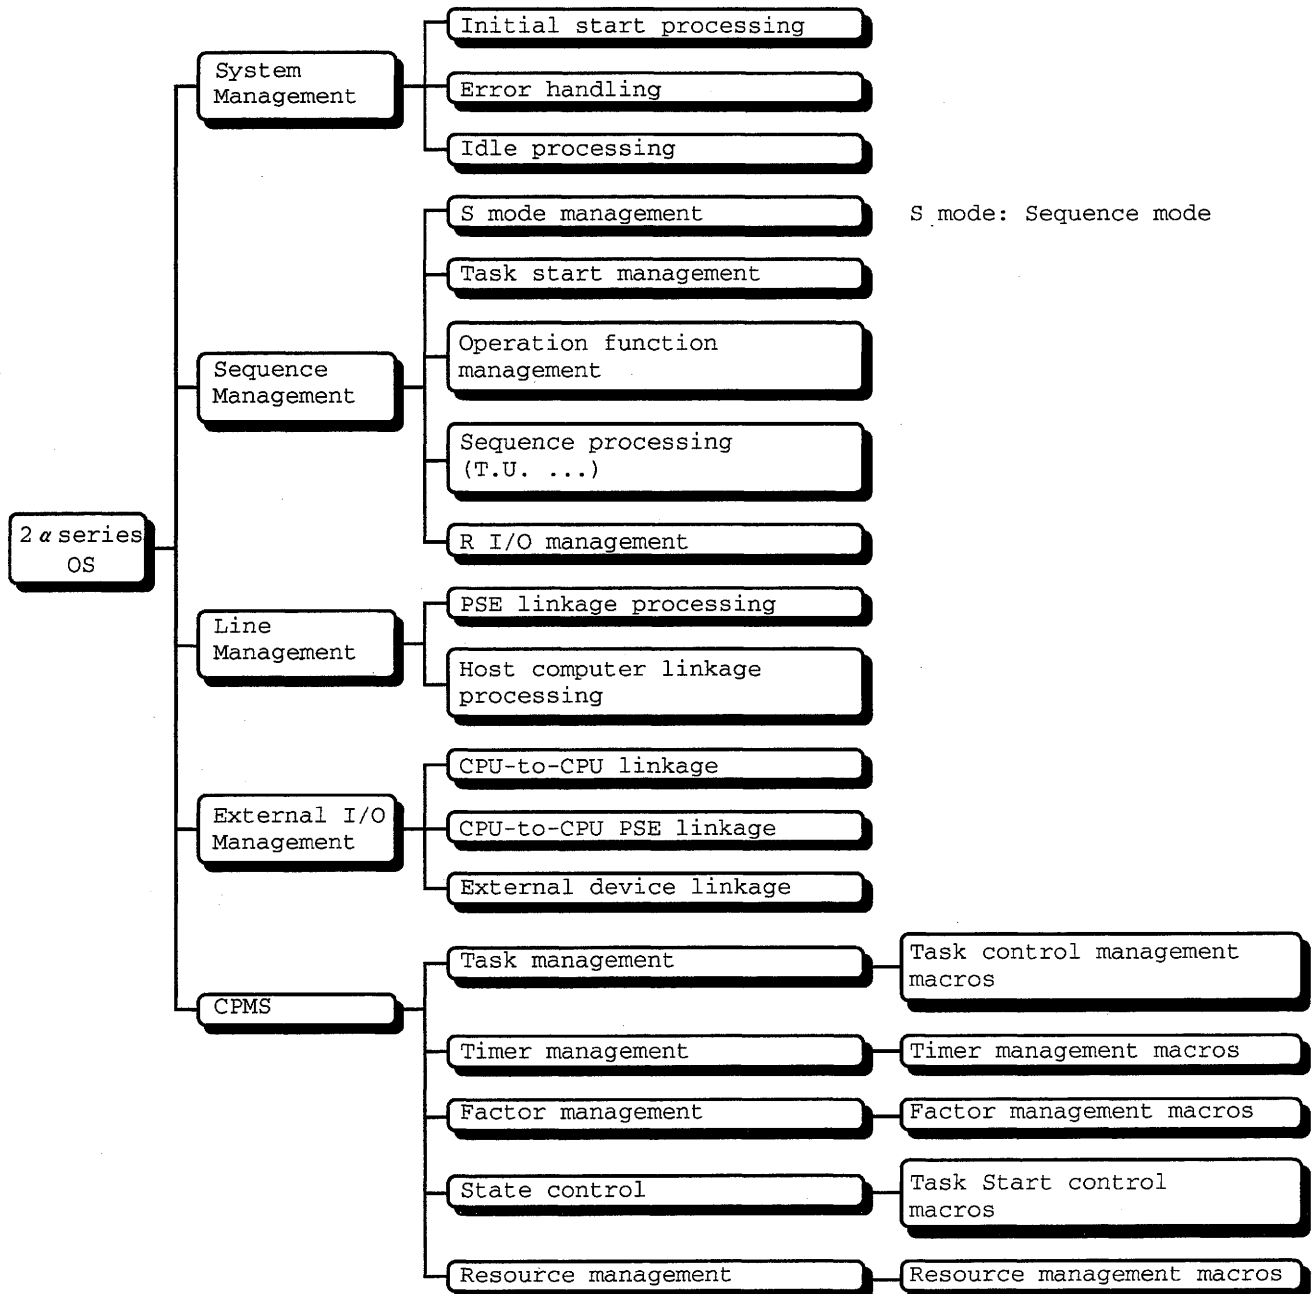 Initial start processing
System
Management
Error handling
Idle processing
S mode management
S mode: Sequence mode
Task start management
Operation function
management
Sequence
Management
Sequence processing
(T.U. ...)
2 α series
OS
R I/O management
PSE linkage processing
Line
Management
Host computer linkage
processing
CPU-to-CPU linkage
External I/O
Management
CPU-to-CPU PSE linkage
External device linkage
Task management
Task control management
macros
CPMS
Timer management
Timer management macros
Factor management
Factor management macros
State control
Task Start control
macros
Resource management
Resource management macros